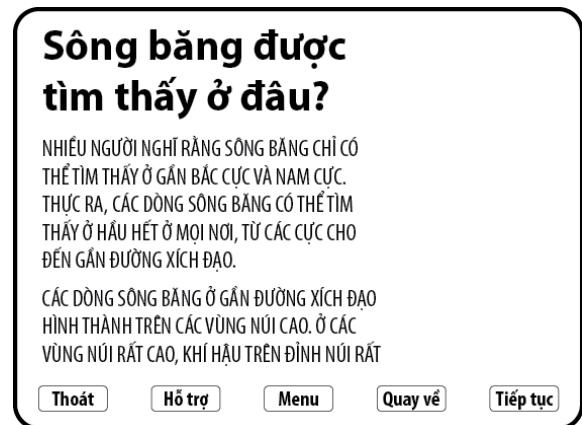 Sông băng được
tìm thấy ở đâu?
NHIỀU NGƯỜI NGHĨ RẰNG SÔNG BĂNG CHỈ CÓ
THỂ TÌM THẤY Ở GẦN BẮC CỰC VÀ NAM CỰC.
THỰC RA, CÁC DÒNG SÔNG BĂNG CÓ THỂ TÌM
THẤY Ở HẦU HẾT Ở MỌI NƠI, TỪ CÁC CỰC CHO
ĐẾN GẦN ĐƯỜNG XÍCH ĐẠO.
CÁC DÒNG SÔNG BĂNG Ở GẦN ĐƯỜNG XÍCH ĐẠO
HÌNH THÀNH TRÊN CÁC VÙNG NÚI CAO. Ở CÁC
VÙNG NÚI RẤT CAO, KHÍ HẬU TRÊN ĐỈNH NÚI RẤT
Thoát Hỗ trợ Menu Quay về Tiếp tục